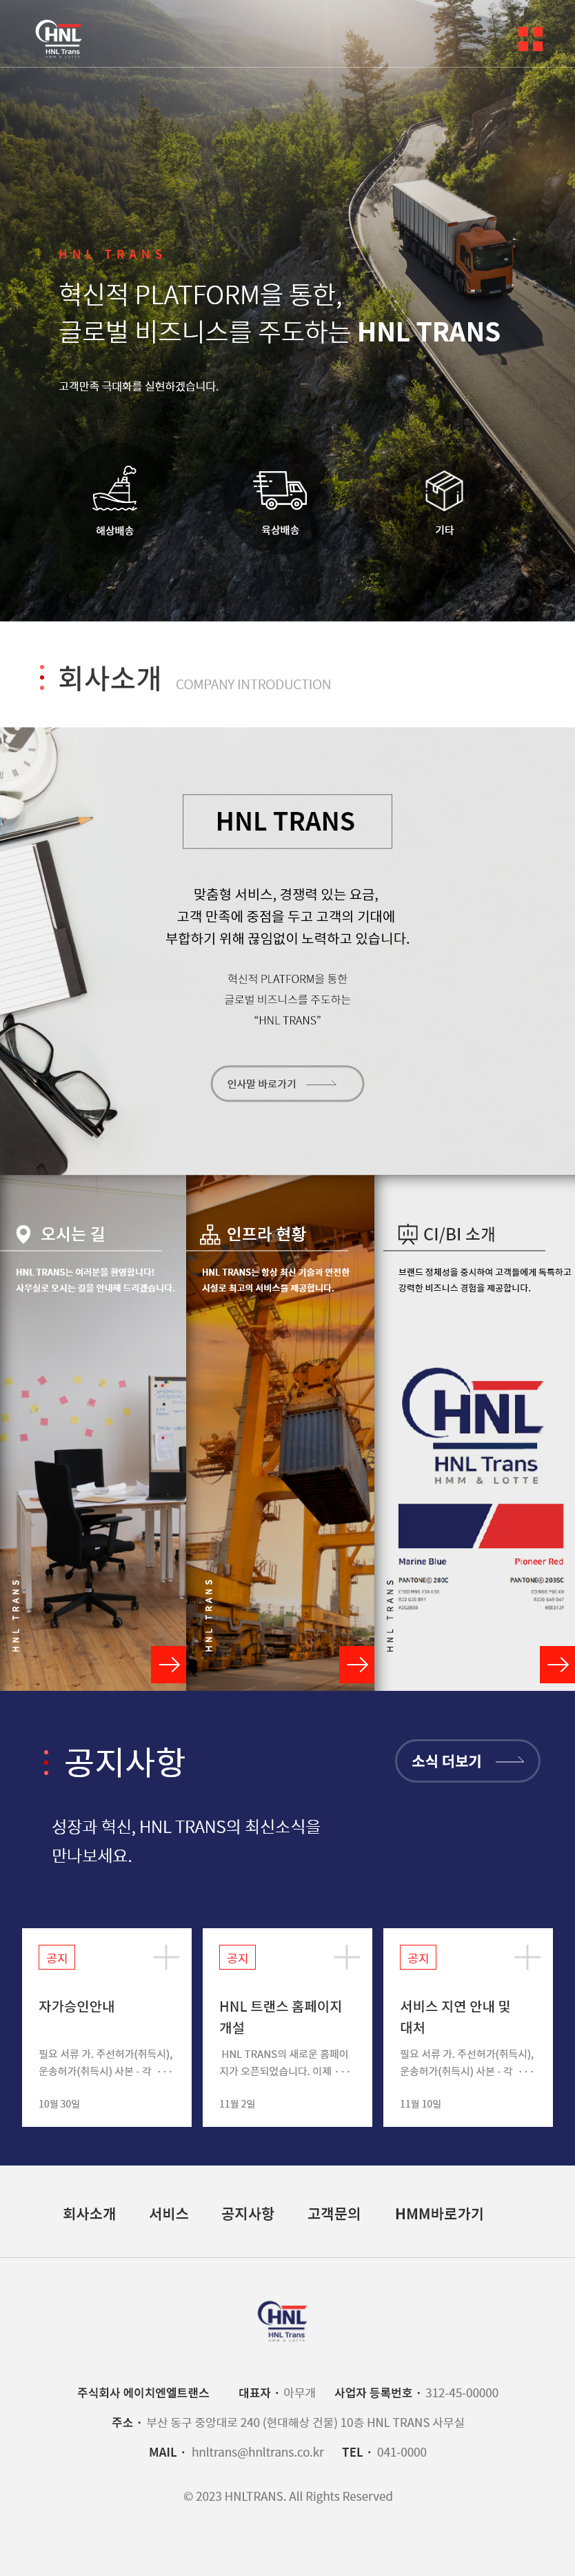 HNL
HNL Trans
HMM & LOTTE
HNL TRANS
혁신적 PLATFORM을 통한,
글로벌 비즈니스를 주도하는 HNL TRANS
고객만족 극대화를 실현하겠습니다.
해상배송
육상배송
기타
회사소개 COMPANY INTRODUCTION
HNL TRANS
맞춤형 서비스, 경쟁력 있는 요금,
고객 만족에 중점을 두고 고객의 기대에
부합하기 위해 끊임없이 노력하고 있습니다.
혁신적 PLATFORM을 통한
글로벌 비즈니스를 주도하는
“HNL TRANS”
인사말 바로가기
오시는 길
HNL TRANS는 여러분을 환영합니다!
사무실로 오시는 길을 안내해 드리겠습니다.
HNL TRANS
인프라 현황
HNL TRANS는 항상 최신 기술과 안전한
시설로 최고의 서비스를 제공합니다.
HNL TRANS
CI/BI 소개
브랜드 정체성을 중시하여 고객들에게 독특하고
강력한 비즈니스 경험을 제공합니다.
HNL
HNL Trans
HMM & LOTTE
Marine Blue
Pioneer Red
PANTONE© 280C
PANTONE© 2035C
HNL TRANS
공지사항
소식 더보기
성장과 혁신, HNL TRANS의 최신소식을
만나보세요.
공지
자가승인안내
필요 서류 가. 주선허가(취득시),
운송허가(취득시) 사본 - 각 ···
10월 30일
공지
HNL 트랜스 홈페이지
개설
HNL TRANS의 새로운 홈페이
지가 오픈되었습니다. 이제 ···
11월 2일
공지
서비스 지연 안내 및
대처
필요 서류 가. 주선허가(취득시),
운송허가(취득시) 사본 - 각 ···
11월 10일
회사소개 서비스 공지사항 고객문의 HMM바로가기
HNL
HNL Trans
HMM & LOTTE
주식회사 에이치엔엘트랜스 대표자 · 아무개 사업자 등록번호 · 312-45-00000
주소 · 부산 동구 중앙대로 240 (현대해상 건물) 10층 HNL TRANS 사무실
MAIL · hnltrans@hnltrans.co.kr TEL · 041-0000
© 2023 HNLTRANS. All Rights Reserved